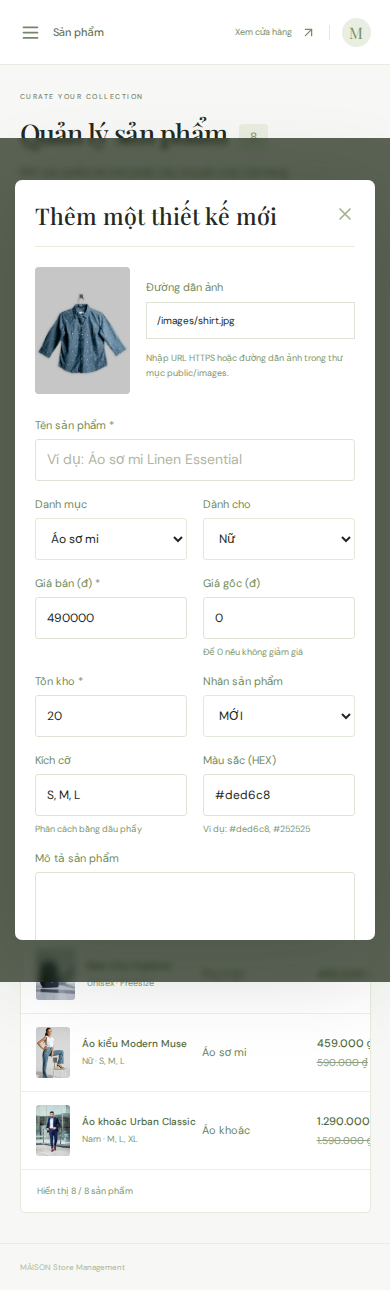 Sản phẩm
Xem cửa hàng
M
CURATE YOUR COLLECTION
Quản lý sản phẩm 8
Thêm một thiết kế mới
Đường dẫn ảnh
/images/shirt.jpg
Nhập URL HTTPS hoặc đường dẫn ảnh trong thư
mục public/images.
Tên sản phẩm *
Ví dụ: Áo sơ mi Linen Essential
Danh mục
Dành cho
Áo sơ mi
Nữ
Giá bán (đ) *
Giá gốc (đ)
490000
0
Để 0 nếu không giảm giá
Tồn kho *
Nhãn sản phẩm
20
MỚI
Kích cỡ
Màu sắc (HEX)
S, M, L
#ded6c8
Phân cách bằng dấu phẩy
Ví dụ: #ded6c8, #252525
Mô tả sản phẩm
Unisex · Freesize
Áo kiểu Modern Muse
Áo sơ mi
459.000 ₫
Nữ · S, M, L
590.000 ₫
Áo khoác Urban Classic
Áo khoác
1.290.000
Nam · M, L, XL
1.590.000 ₫
Hiển thị 8 / 8 sản phẩm
MAISON Store Management